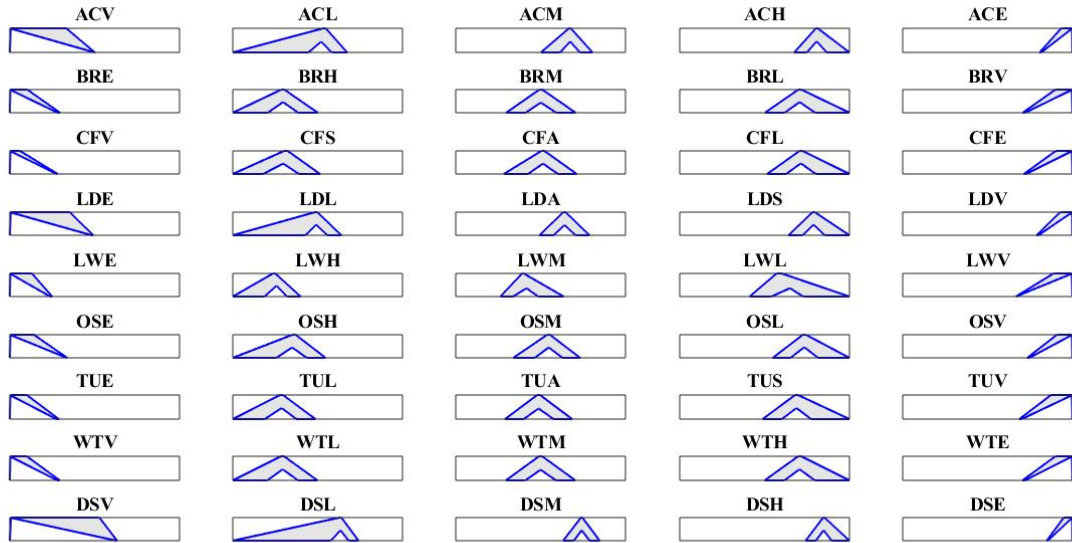 ACV ACL ACM ACH ACE
BRE BRH BRM BRL BRV
CFV CFS CFA CFL CFE
LDE LDL LDA LDS LDV
LWE LWH LWM LWL LWV
OSE OSH OSM OSL OSV
TUE TUL TUA TUS TUV
WTV WTL WTM WTH WTE
DSV DSL DSM DSH DSE